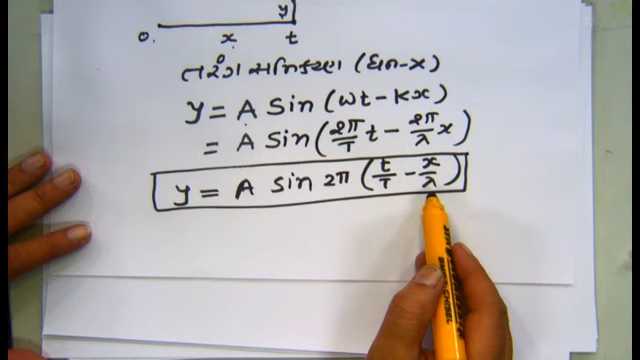 y
0. x t
તરંગ સમિકરણ (ધન-x)
y = A Sin (ωt - kx)
= A Sin (2π/T t - 2π/λ x)
y = A sin 2π (t/T - x/λ)